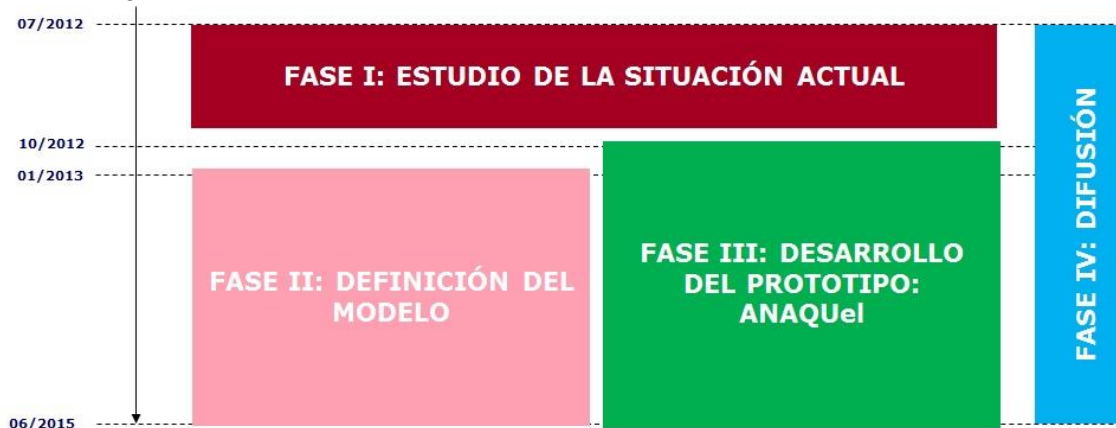 07/2012
FASE I: ESTUDIO DE LA SITUACIÓN ACTUAL
10/2012
01/2013
FASE II: DEFINICIÓN DEL
MODELO
FASE III: DESARROLLO
DEL PROTOTIPO:
ANAQUel
FASE IV: DIFUSIÓN
06/2015